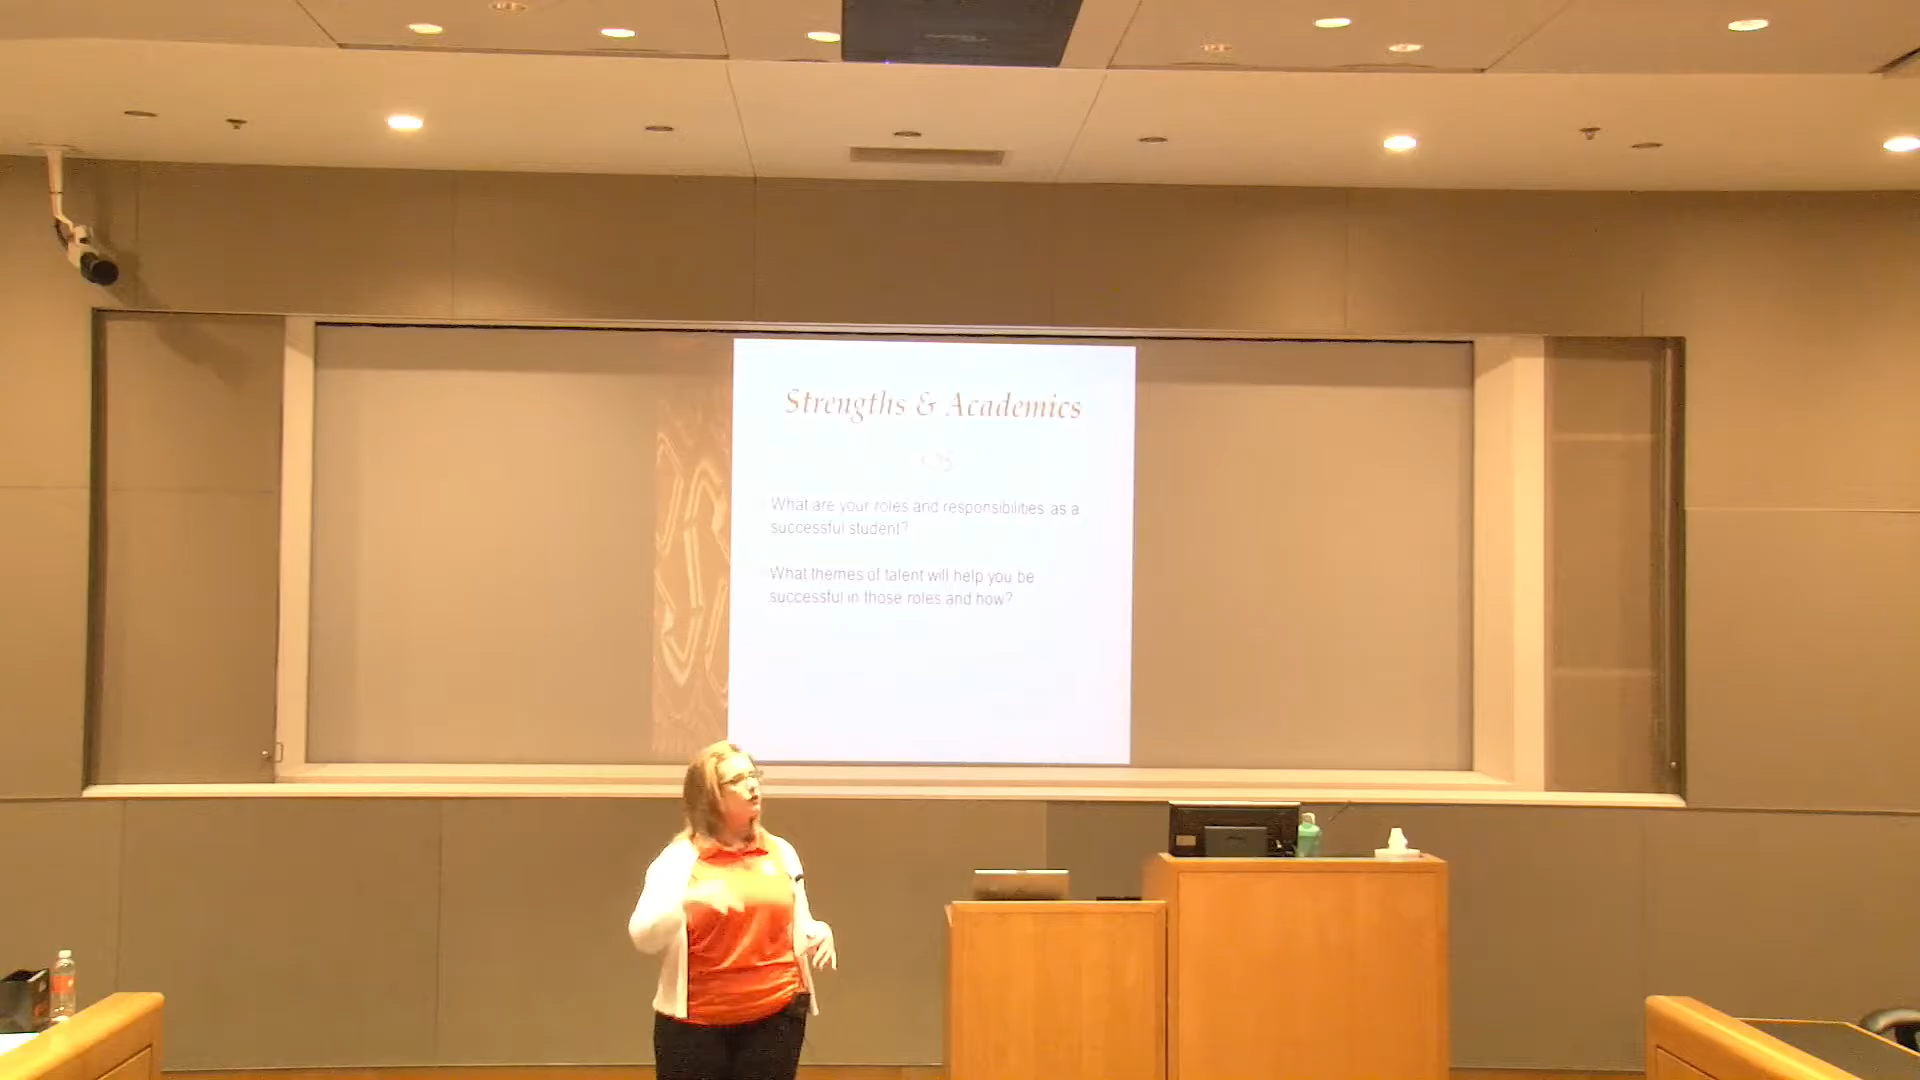 Strengths & Academics
What are your roles and responsibilities as a
successful student?
What themes of talent will help you be
successful in those roles and how?